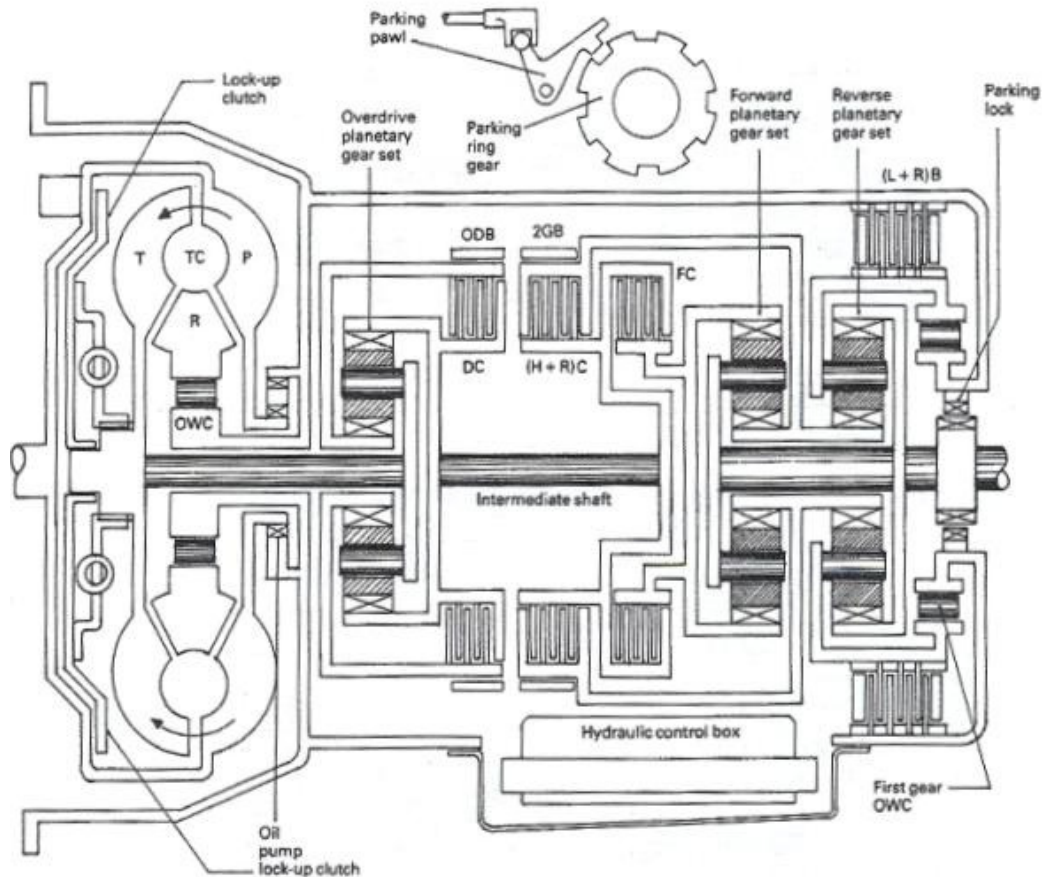 Parking
pawl
Lock-up
clutch
Overdrive
planetary
gear set
Parking
ring
gear
Forward
planetary
gear set
Reverse
planetary
gear set
Parking
lock
(L + R)B
ODB
2GB
FC
T
TC
P
R
DC
(H + R)C
OWC
Intermediate shaft
Hydraulic control box
First gear
OWC
Oil
pump
lock-up clutch